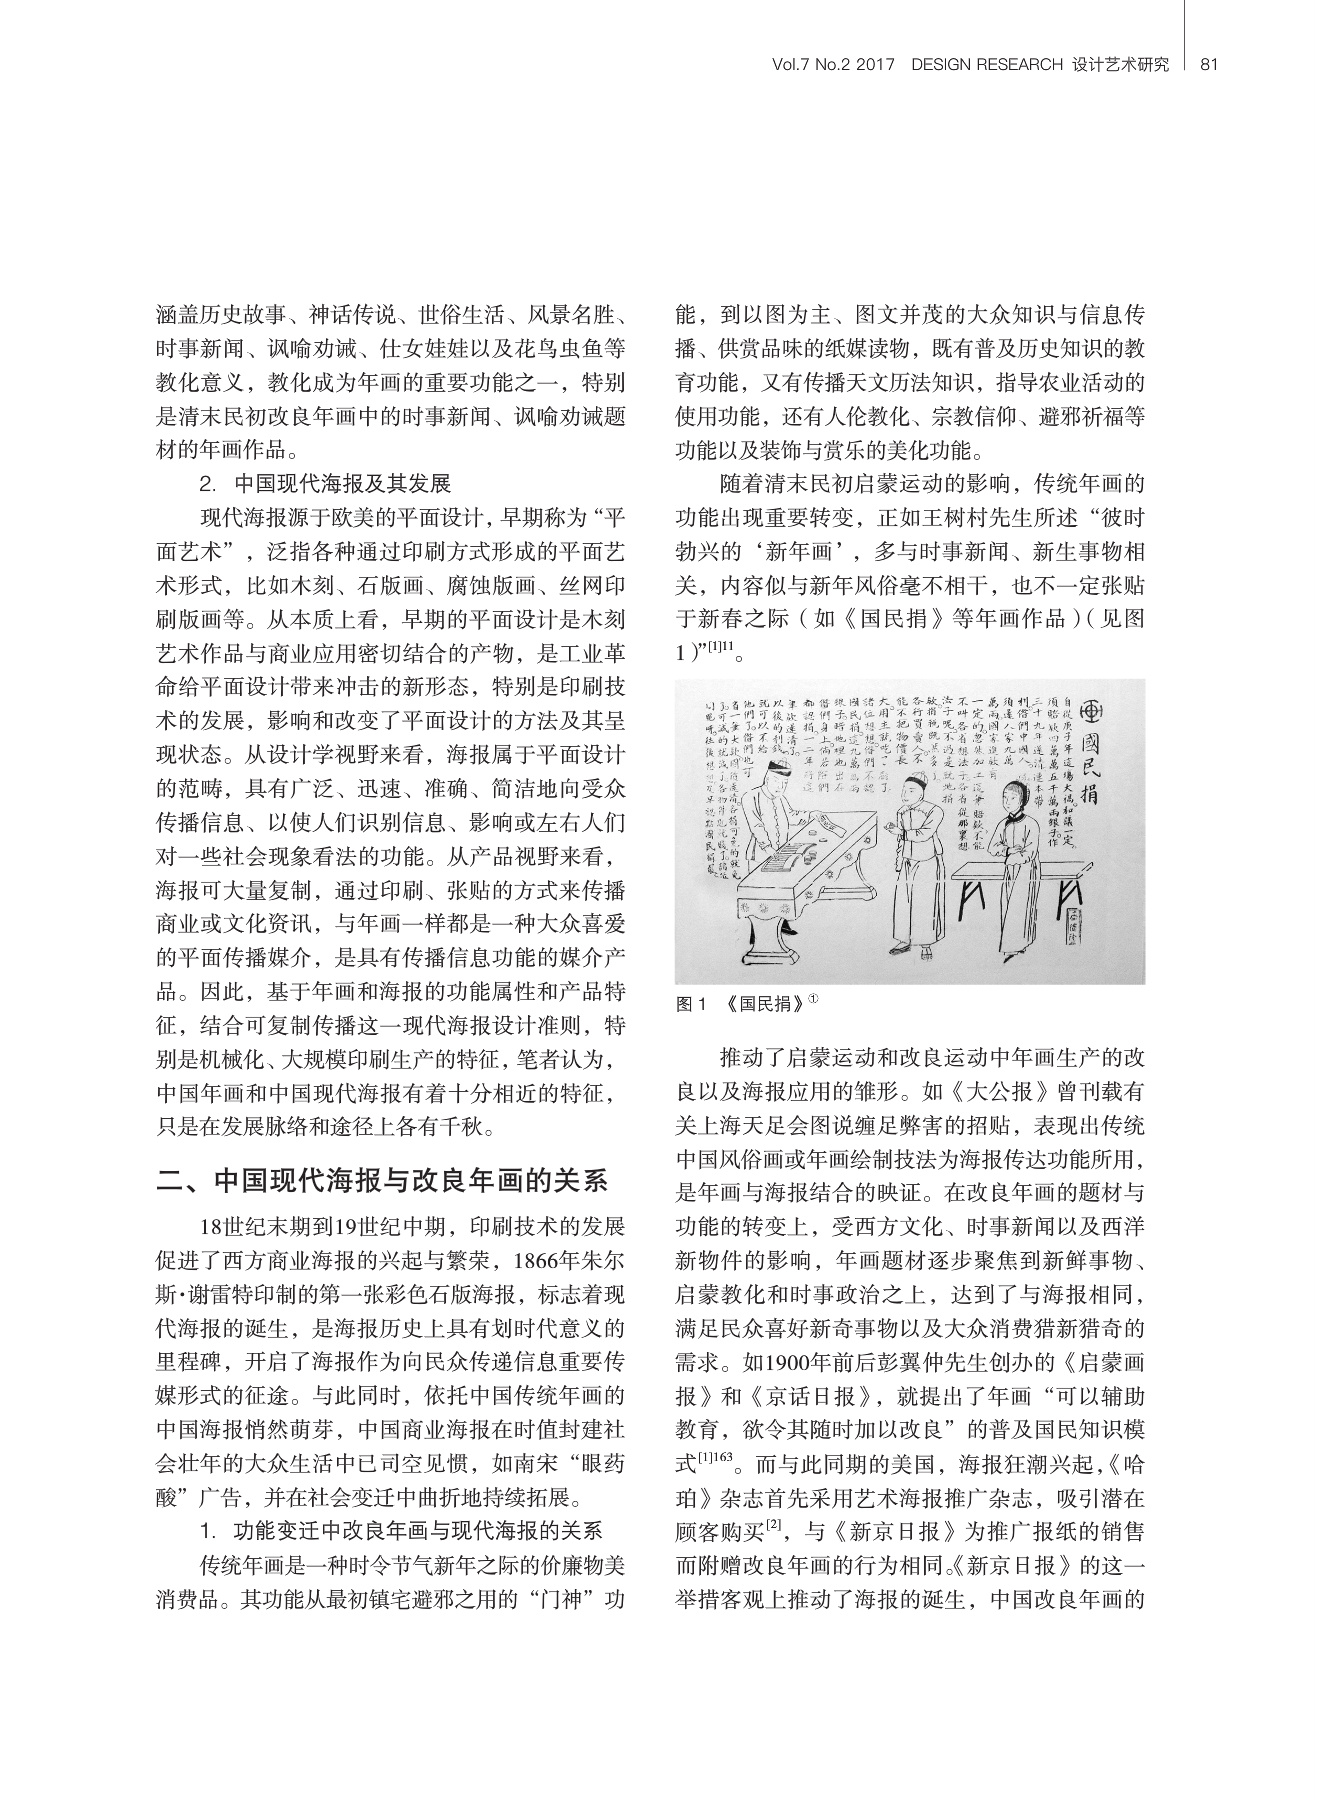 Vol.7 No.2 2017 DESIGN RESEARCH 设计艺术研究 81
涵盖历史故事、神话传说、世俗生活、风景名胜、
时事新闻、讽喻劝诫、仕女娃娃以及花鸟虫鱼等
教化意义，教化成为年画的重要功能之一，特别
是清末民初改良年画中的时事新闻、讽喻劝诫题
材的年画作品。
2. 中国现代海报及其发展
现代海报源于欧美的平面设计，早期称为“平
面艺术”，泛指各种通过印刷方式形成的平面艺
术形式，比如木刻、石版画、腐蚀版画、丝网印
刷版画等。从本质上看，早期的平面设计是木刻
艺术作品与商业应用密切结合的产物，是工业革
命给平面设计带来冲击的新形态，特别是印刷技
术的发展，影响和改变了平面设计的方法及其呈
现状态。从设计学视野来看，海报属于平面设计
的范畴，具有广泛、迅速、准确、简洁地向受众
传播信息、以使人们识别信息、影响或左右人们
对一些社会现象看法的功能。从产品视野来看，
海报可大量复制，通过印刷、张贴的方式来传播
商业或文化资讯，与年画一样都是一种大众喜爱
的平面传播媒介，是具有传播信息功能的媒介产
品。因此，基于年画和海报的功能属性和产品特
征，结合可复制传播这一现代海报设计准则，特
别是机械化、大规模印刷生产的特征，笔者认为，
中国年画和中国现代海报有着十分相近的特征，
只是在发展脉络和途径上各有千秋。
二、中国现代海报与改良年画的关系
18世纪末期到19世纪中期，印刷技术的发展
促进了西方商业海报的兴起与繁荣，1866年朱尔
斯·谢雷特印制的第一张彩色石版海报，标志着现
代海报的诞生，是海报历史上具有划时代意义的
里程碑，开启了海报作为向民众传递信息重要传
媒形式的征途。与此同时，依托中国传统年画的
中国海报悄然萌芽，中国商业海报在时值封建社
会壮年的大众生活中已司空见惯，如南宋“眼药
酸”广告，并在社会变迁中曲折地持续拓展。
1. 功能变迁中改良年画与现代海报的关系
传统年画是一种时令节气新年之际的价廉物美
消费品。其功能从最初镇宅避邪之用的“门神”功
能，到以图为主、图文并茂的大众知识与信息传
播、供赏品味的纸媒读物，既有普及历史知识的教
育功能，又有传播天文历法知识，指导农业活动的
使用功能，还有人伦教化、宗教信仰、避邪祈福等
功能以及装饰与赏乐的美化功能。
随着清末民初启蒙运动的影响，传统年画的
功能出现重要转变，正如王树村先生所述“彼时
勃兴的‘新年画’，多与时事新闻、新生事物相
关，内容似与新年风俗毫不相干，也不一定张贴
于新春之际（如《国民捐》等年画作品）（见图
1）”[1]11。
國民捐
自從庚子年這場大禍，和議一定，
須賠款四萬萬五千萬兩銀子，作
三十九年還清，連本帶
图 1 《国民捐》①
推动了启蒙运动和改良运动中年画生产的改
良以及海报应用的雏形。如《大公报》曾刊载有
关上海天足会图说缠足弊害的招贴，表现出传统
中国风俗画或年画绘制技法为海报传达功能所用，
是年画与海报结合的映证。在改良年画的题材与
功能的转变上，受西方文化、时事新闻以及西洋
新物件的影响，年画题材逐步聚焦到新鲜事物、
启蒙教化和时事政治之上，达到了与海报相同，
满足民众喜好新奇事物以及大众消费猎新猎奇的
需求。如1900年前后彭翼仲先生创办的《启蒙画
报》和《京话日报》，就提出了年画“可以辅助
教育，欲令其随时加以改良”的普及国民知识模
式[1]163。而与此同期的美国，海报狂潮兴起，《哈
珀》杂志首先采用艺术海报推广杂志，吸引潜在
顾客购买[2]，与《新京日报》为推广报纸的销售
而附赠改良年画的行为相同。《新京日报》的这一
举措客观上推动了海报的诞生，中国改良年画的